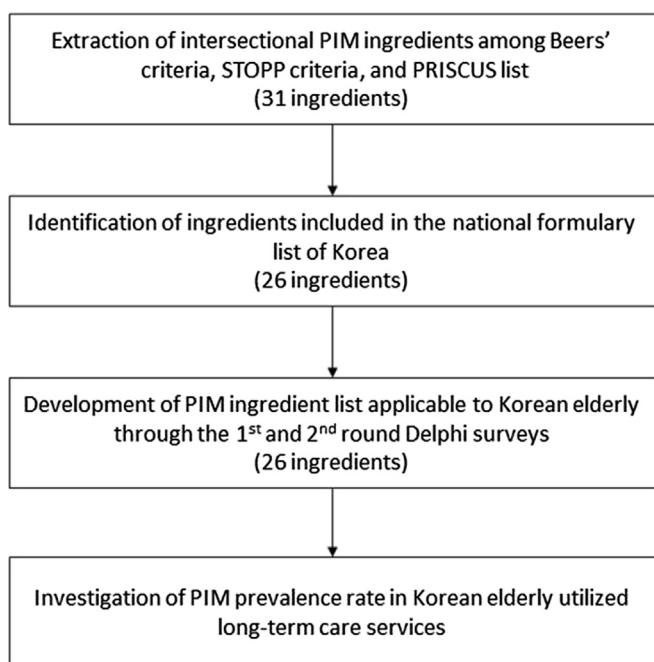 Extraction of intersectional PIM ingredients among Beers’
criteria, STOPP criteria, and PRISCUS list
(31 ingredients)
Identification of ingredients included in the national formulary
list of Korea
(26 ingredients)
Development of PIM ingredient list applicable to Korean elderly
through the 1st and 2nd round Delphi surveys
(26 ingredients)
Investigation of PIM prevalence rate in Korean elderly utilized
long-term care services